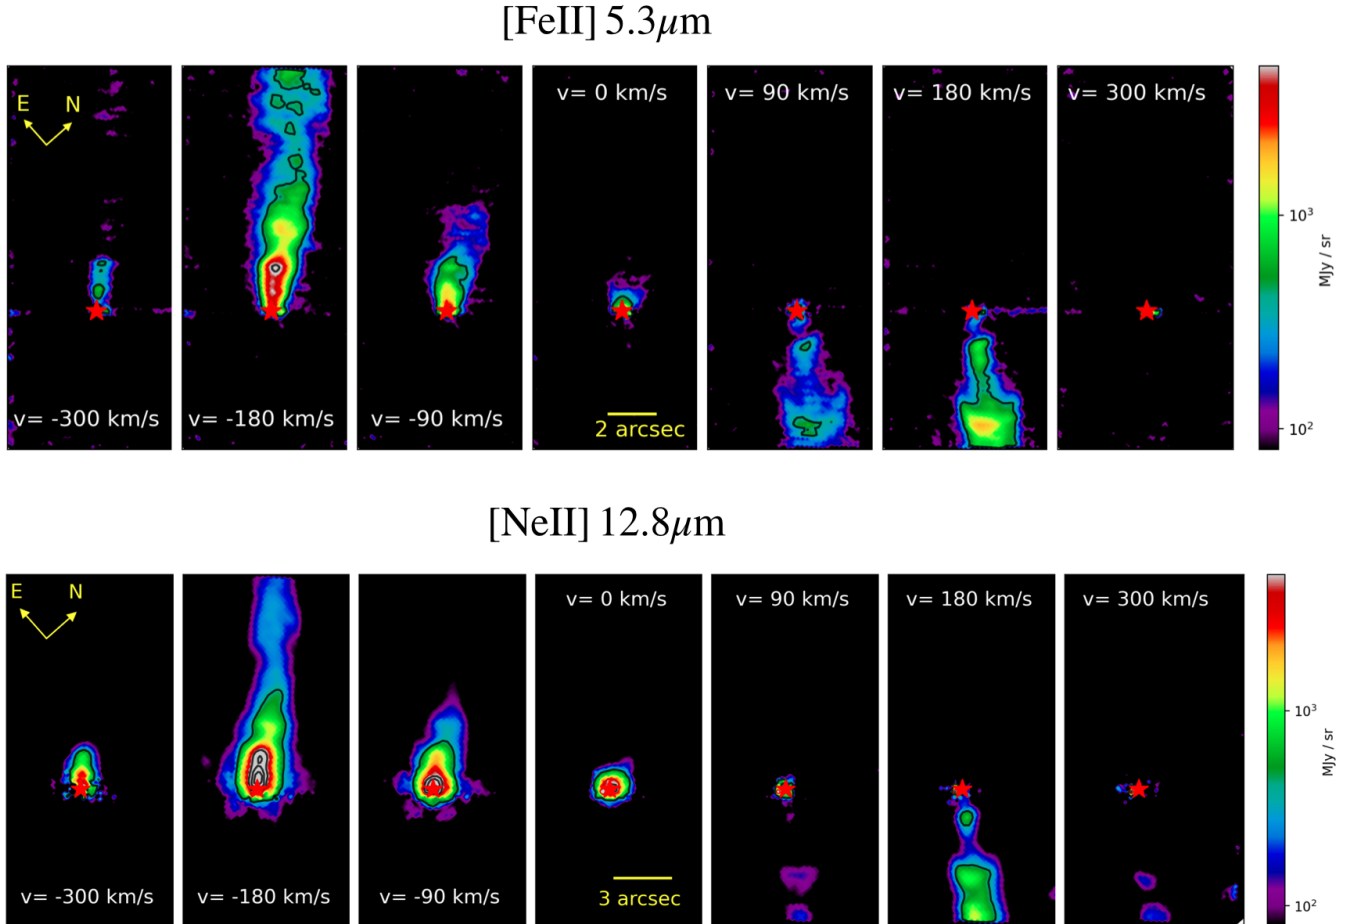 [FeII] 5.3μm
E N
v= 0 km/s
v= 90 km/s
v= 180 km/s
v= 300 km/s
10³
MJy / sr
v= -300 km/s
v= -180 km/s
v= -90 km/s
2 arcsec
10²
[NeII] 12.8μm
E N
v= 0 km/s
v= 90 km/s
v= 180 km/s
v= 300 km/s
10³
MJy / sr
v= -300 km/s
v= -180 km/s
v= -90 km/s
3 arcsec
10²